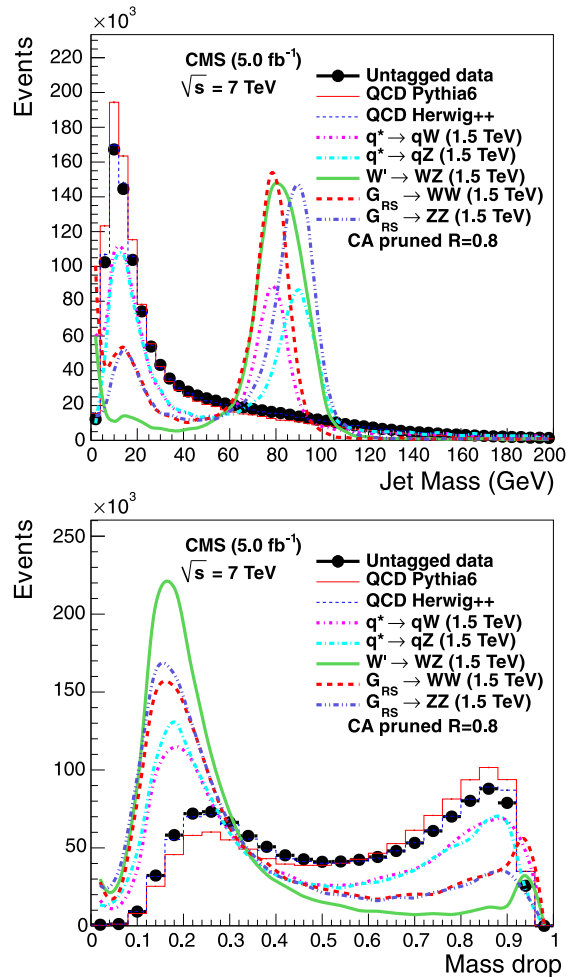 ×10³
220
200
180
160
140
120
100
80
60
40
20
0
Events
CMS (5.0 fb⁻¹)
√s = 7 TeV
Untagged data
QCD Pythia6
QCD Herwig++
q* → qW (1.5 TeV)
q* → qZ (1.5 TeV)
W' → WZ (1.5 TeV)
G_RS → WW (1.5 TeV)
G_RS → ZZ (1.5 TeV)
CA pruned R=0.8
0 20 40 60 80 100 120 140 160 180 200
Jet Mass (GeV)
×10³
250
200
150
100
50
0
Events
CMS (5.0 fb⁻¹)
√s = 7 TeV
Untagged data
QCD Pythia6
QCD Herwig++
q* → qW (1.5 TeV)
q* → qZ (1.5 TeV)
W' → WZ (1.5 TeV)
G_RS → WW (1.5 TeV)
G_RS → ZZ (1.5 TeV)
CA pruned R=0.8
0 0.1 0.2 0.3 0.4 0.5 0.6 0.7 0.8 0.9 1
Mass drop